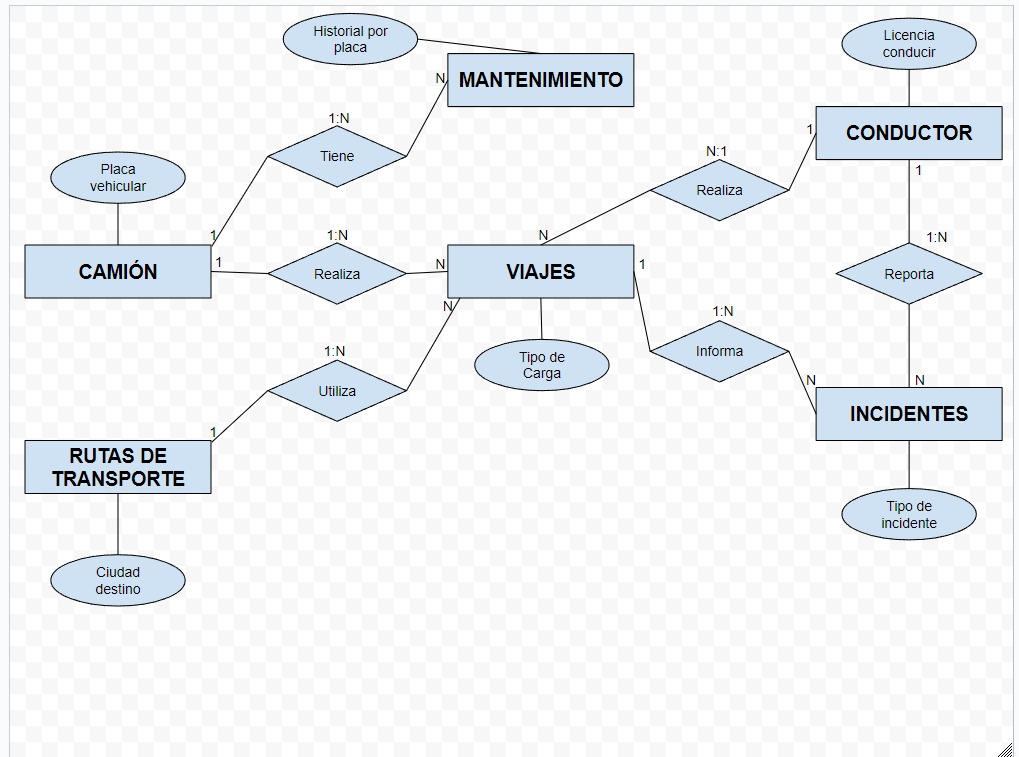 Historial por
placa
MANTENIMIENTO
N
1:N
Tiene
1
Placa
vehicular
CAMIÓN
1
1:N
Realiza
N
VIAJES
N
N:1
Realiza
1
CONDUCTOR
Licencia
conducir
1
1:N
Reporta
N
1
1:N
Informa
N
INCIDENTES
Tipo de
incidente
Tipo de
Carga
N
1:N
Utiliza
1
RUTAS DE
TRANSPORTE
Ciudad
destino